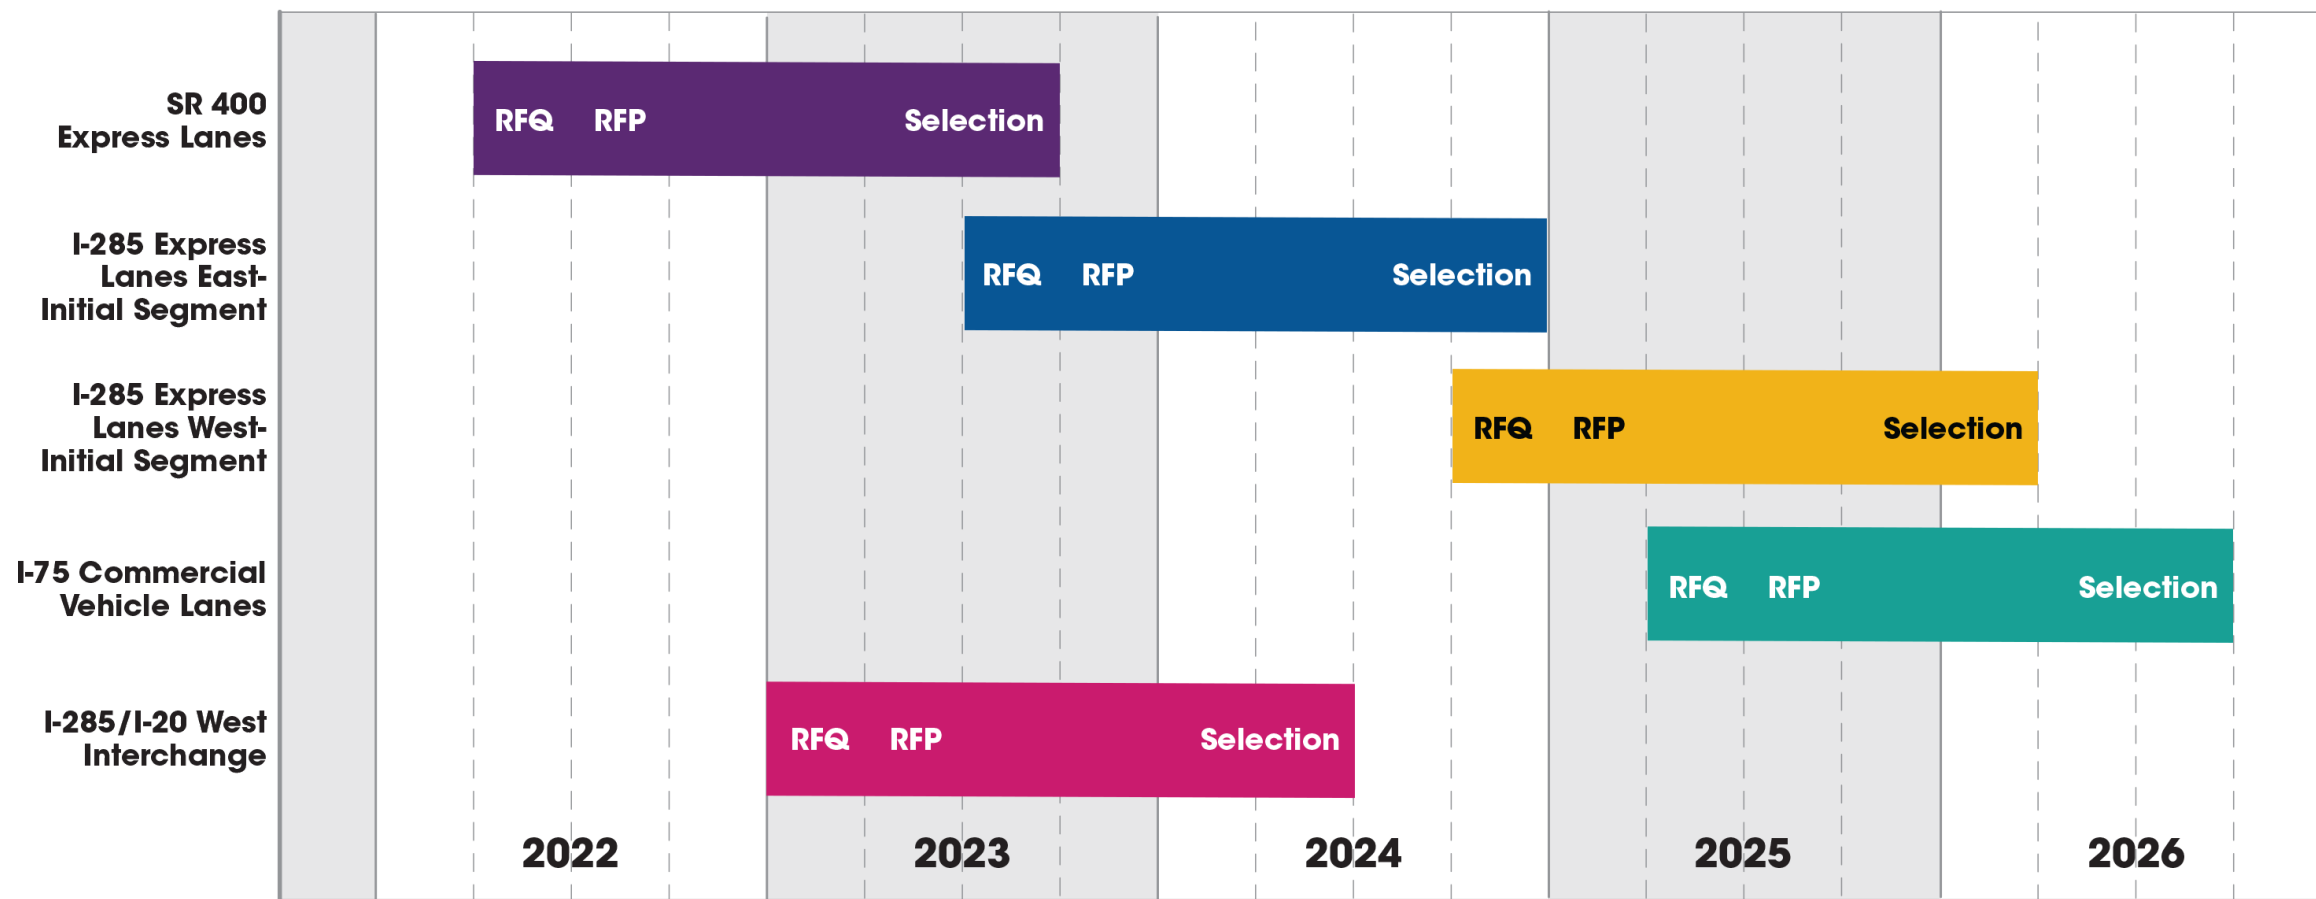 SR 400
Express Lanes
RFQ RFP Selection
I-285 Express
Lanes East-
Initial Segment
RFQ RFP Selection
I-285 Express
Lanes West-
Initial Segment
RFQ RFP Selection
I-75 Commercial
Vehicle Lanes
RFQ RFP Selection
I-285/I-20 West
Interchange
RFQ RFP Selection
2022 2023 2024 2025 2026